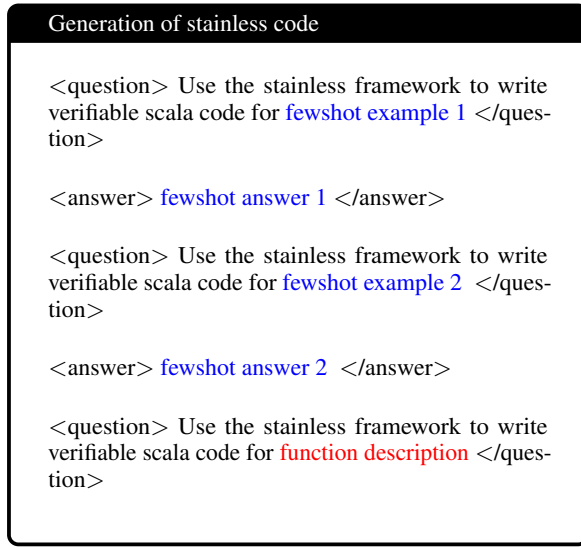 Generation of stainless code
<question> Use the stainless framework to write
verifiable scala code for fewshot example 1 </ques-
tion>
<answer> fewshot answer 1 </answer>
<question> Use the stainless framework to write
verifiable scala code for fewshot example 2 </ques-
tion>
<answer> fewshot answer 2 </answer>
<question> Use the stainless framework to write
verifiable scala code for function description </ques-
tion>